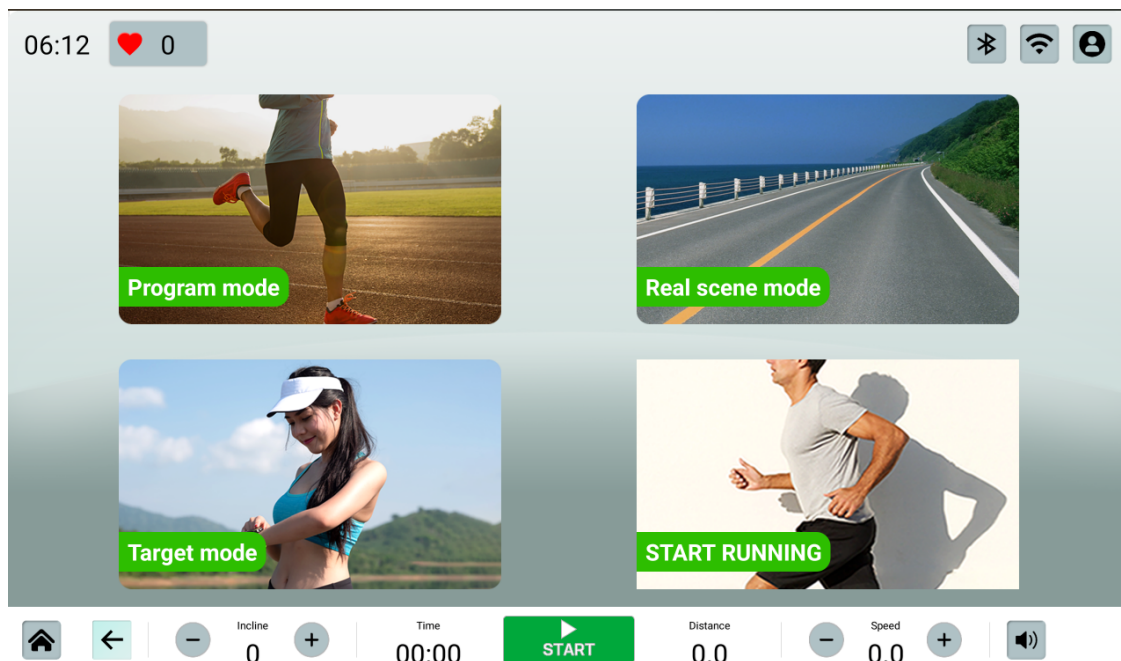 06:12
0
Program mode
Real scene mode
Target mode
START RUNNING
Incline
0
Time
00:00
START
Distance
0.0
Speed
0.0